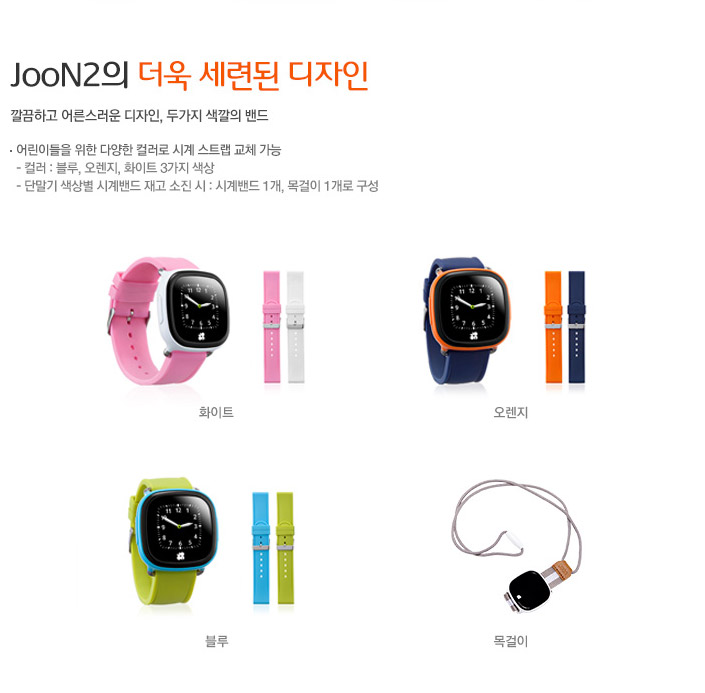 JooN2의 더욱 세련된 디자인
깔끔하고 어른스러운 디자인, 두가지 색깔의 밴드
· 어린이들을 위한 다양한 컬러로 시계 스트랩 교체 가능
- 컬러 : 블루, 오렌지, 화이트 3가지 색상
- 단말기 색상별 시계밴드 재고 소진 시 : 시계밴드 1개, 목걸이 1개로 구성
화이트
오렌지
블루
목걸이